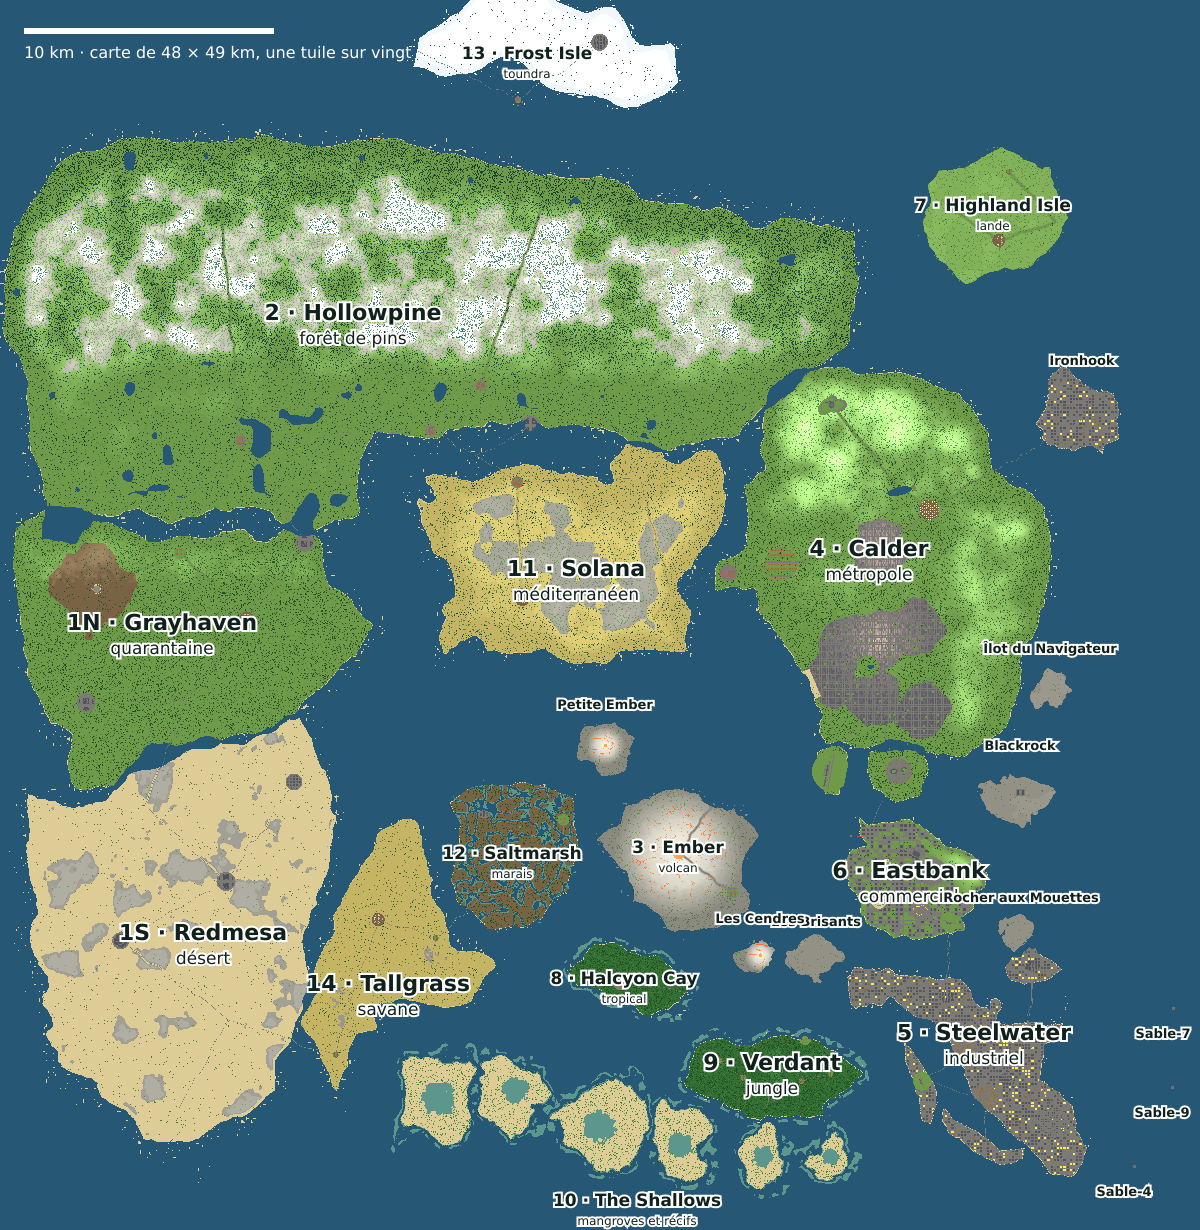 10 km · carte de 48 × 49 km, une tuile sur vingt
13 · Frost Isle
toundra
7 · Highland Isle
lande
2 · Hollowpine
forêt de pins
Ironhook
11 · Solana
méditerranéen
4 · Calder
métropole
1N · Grayhaven
quarantaine
Îlot du Navigateur
Petite Ember
Blackrock
12 · Saltmarsh
marais
3 · Ember
volcan
6 · Eastbank
commercial
Rocher aux Mouettes
Les Cendres
Brisants
1S · Redmesa
désert
14 · Tallgrass
savane
8 · Halcyon Cay
tropical
5 · Steelwater
industriel
Sable-7
9 · Verdant
jungle
Sable-9
Sable-4
10 · The Shallows
mangroves et récifs